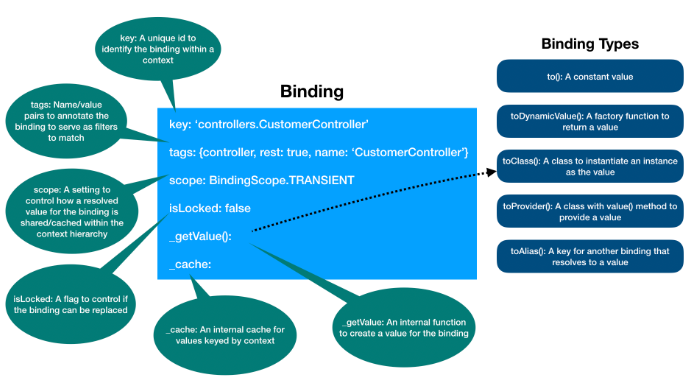 key: A unique id to
identify the binding within a
context
tags: Name/value
pairs to annotate the
binding to serve as filters
to match
scope: A setting to
control how a resolved
value for the binding is
shared/cached within the
context hierarchy
isLocked: A flag to control if
the binding can be replaced
Binding
key: ‘controllers.CustomerController’
tags: {controller, rest: true, name: ‘CustomerController’}
scope: BindingScope.TRANSIENT
isLocked: false
_getValue():
_cache:
_cache: An internal cache for
values keyed by context
_getValue: An internal function
to create a value for the binding
Binding Types
to(): A constant value
toDynamicValue(): A factory function to
return a value
toClass(): A class to instantiate an instance
as the value
toProvider(): A class with value() method to
provide a value
toAlias(): A key for another binding that
resolves to a value